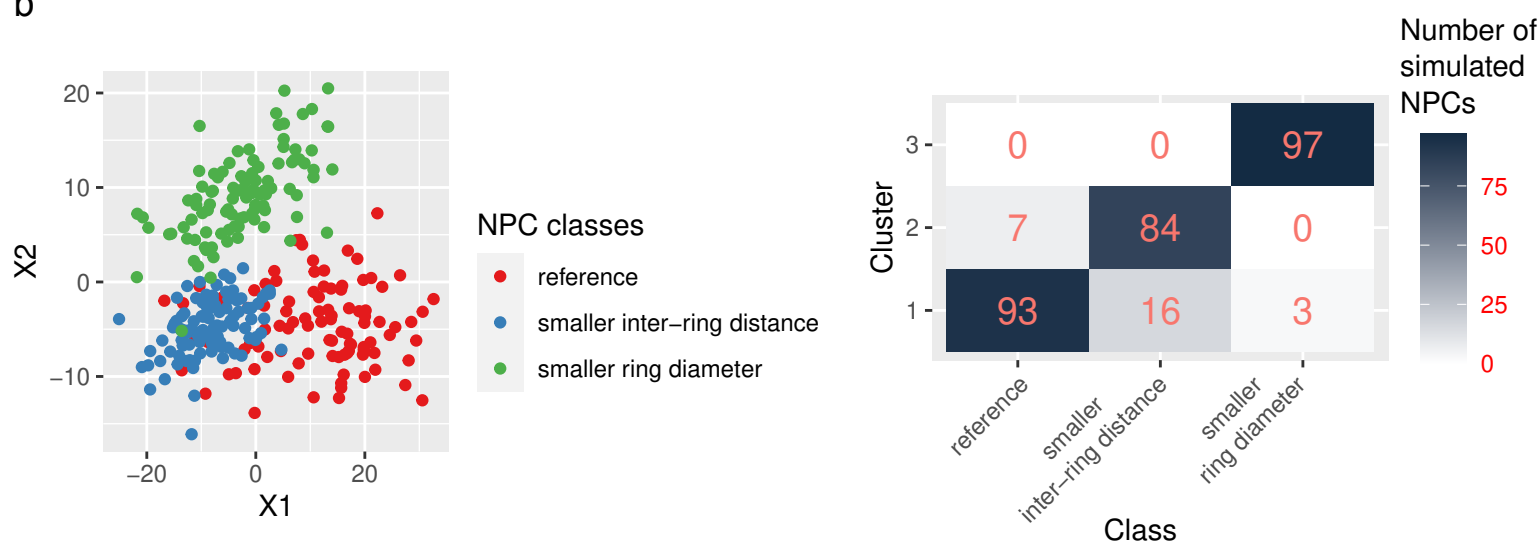 b
20
10
0
−10
X2
−20
0
20
X1
NPC classes
reference
smaller inter−ring distance
smaller ring diameter
Number of
simulated
NPCs
75
50
25
0
Cluster
3
2
1
0
0
97
7
84
0
93
16
3
reference
smaller
inter−ring distance
smaller
ring diameter
Class